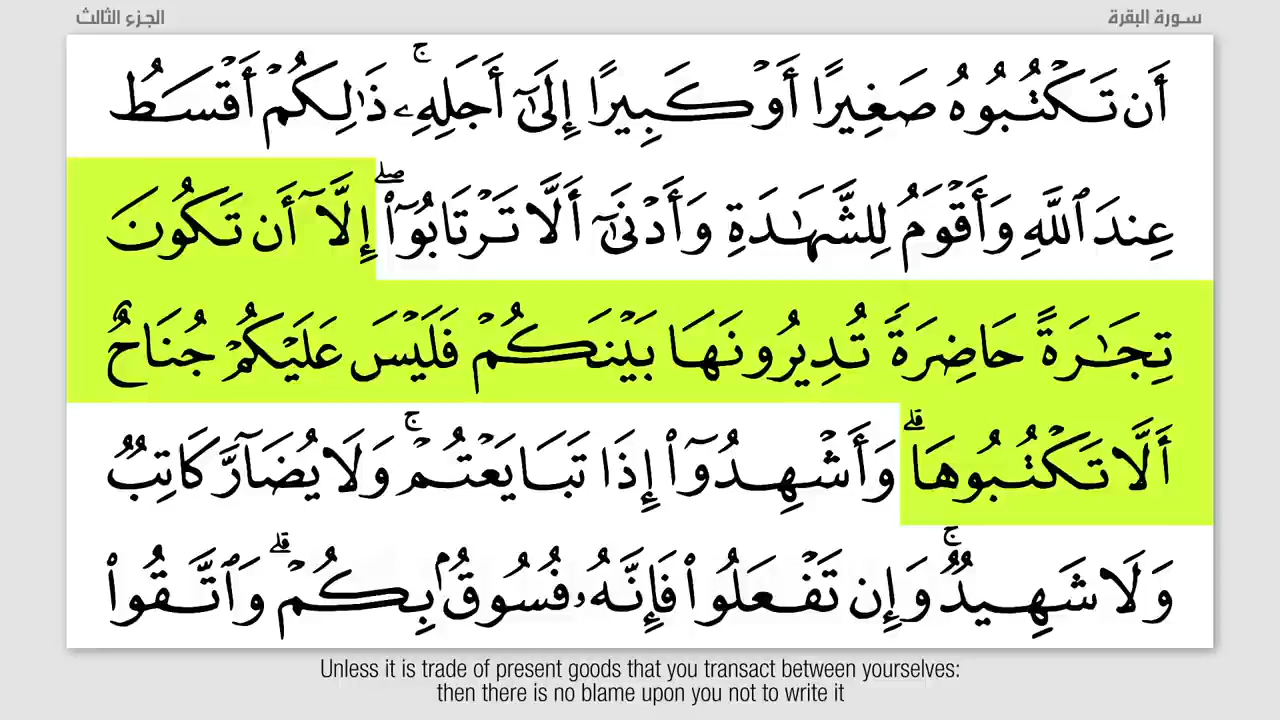 سورة البقرة
الجزء الثالث
أَن تَكْتُبُوهُ صَغِيرًا أَوْ كَبِيرًا إِلَىٰٓ أَجَلِهِۦ ۚ ذَٰلِكُمْ أَقْسَطُ
عِندَ ٱللَّهِ وَأَقْوَمُ لِلشَّهَٰدَةِ وَأَدْنَىٰٓ أَلَّا تَرْتَابُوٓا۟ ۖ إِلَّآ أَن تَكُونَ
تِجَٰرَةً حَاضِرَةً تُدِيرُونَهَا بَيْنَكُمْ فَلَيْسَ عَلَيْكُمْ جُنَاحٌ
أَلَّا تَكْتُبُوهَا ۗ وَأَشْهِدُوٓا۟ إِذَا تَبَايَعْتُمْ ۚ وَلَا يُضَآرَّ كَاتِبٌ
وَلَا شَهِيدٌ ۚ وَإِن تَفْعَلُوا۟ فَإِنَّهُۥ فُسُوقٌۢ بِكُمْ ۗ وَٱتَّقُوا۟
Unless it is trade of present goods that you transact between yourselves:
then there is no blame upon you not to write it